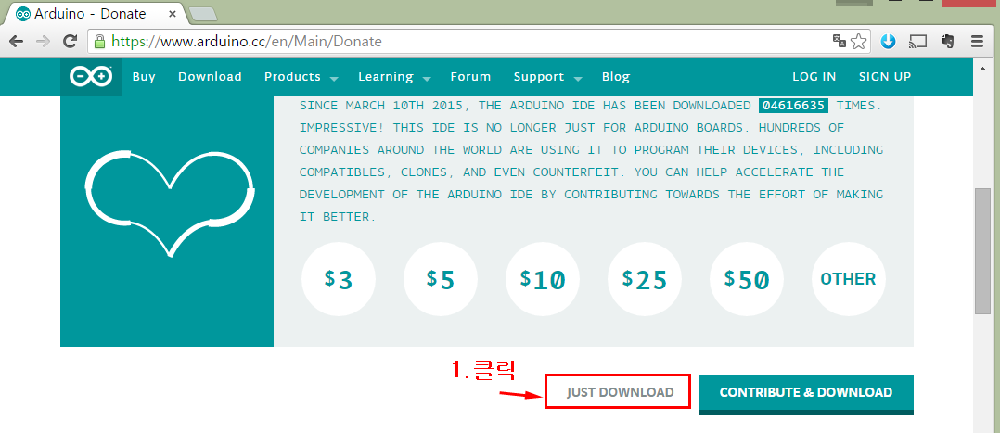 Arduino - Donate
https://www.arduino.cc/en/Main/Donate
Buy Download Products Learning Forum Support Blog LOG IN SIGN UP
SINCE MARCH 10TH 2015, THE ARDUINO IDE HAS BEEN DOWNLOADED 04616635 TIMES.
IMPRESSIVE! THIS IDE IS NO LONGER JUST FOR ARDUINO BOARDS. HUNDREDS OF
COMPANIES AROUND THE WORLD ARE USING IT TO PROGRAM THEIR DEVICES, INCLUDING
COMPATIBLES, CLONES, AND EVEN COUNTERFEIT. YOU CAN HELP ACCELERATE THE
DEVELOPMENT OF THE ARDUINO IDE BY CONTRIBUTING TOWARDS THE EFFORT OF MAKING
IT BETTER.
$3 $5 $10 $25 $50 OTHER
1.클릭
JUST DOWNLOAD CONTRIBUTE & DOWNLOAD